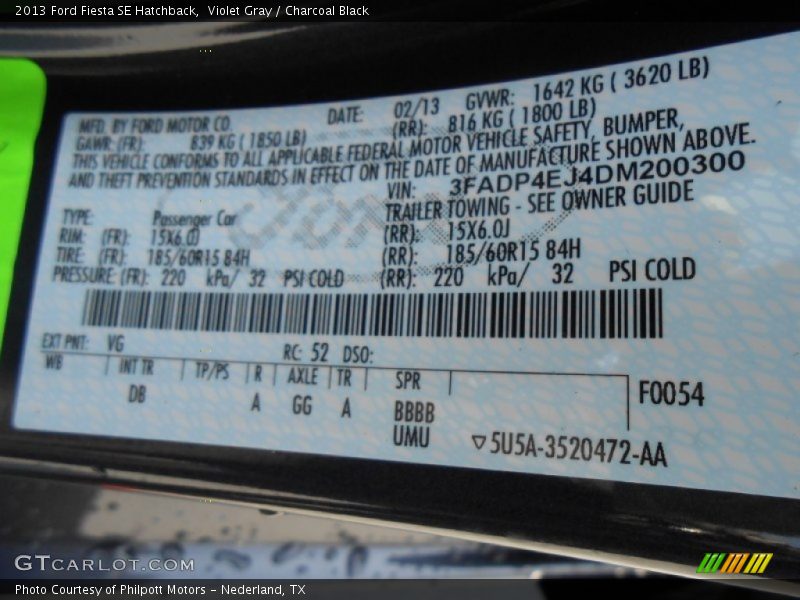 2013 Ford Fiesta SE Hatchback,  Violet Gray / Charcoal Black
MFD. BY FORD MOTOR CO.
DATE: 02/13 GVWR: 1642 KG ( 3620 LB)
GAWR: (FR): 839 KG ( 1850 LB) (RR): 816 KG ( 1800 LB)
THIS VEHICLE CONFORMS TO ALL APPLICABLE FEDERAL MOTOR VEHICLE SAFETY, BUMPER,
AND THEFT PREVENTION STANDARDS IN EFFECT ON THE DATE OF MANUFACTURE SHOWN ABOVE.
VIN: 3FADP4EJ4DM200300
TYPE: Passenger Car TRAILER TOWING - SEE OWNER GUIDE
RIM: (FR): 15X6.0J (RR): 15X6.0J
TIRE: (FR): 185/60R15 84H (RR): 185/60R15 84H
PRESSURE: (FR): 220 kPa/ 32 PSI COLD (RR): 220 kPa/ 32 PSI COLD
EXT PNT: VG RC: 52 DSO:
WB INT TR TP/PS R AXLE TR SPR
DB A GG A BBBB F0054
UMU ▽5U5A-3520472-AA
Ford
GTCARLOT.COM
Photo Courtesy of Philpott Motors - Nederland, TX